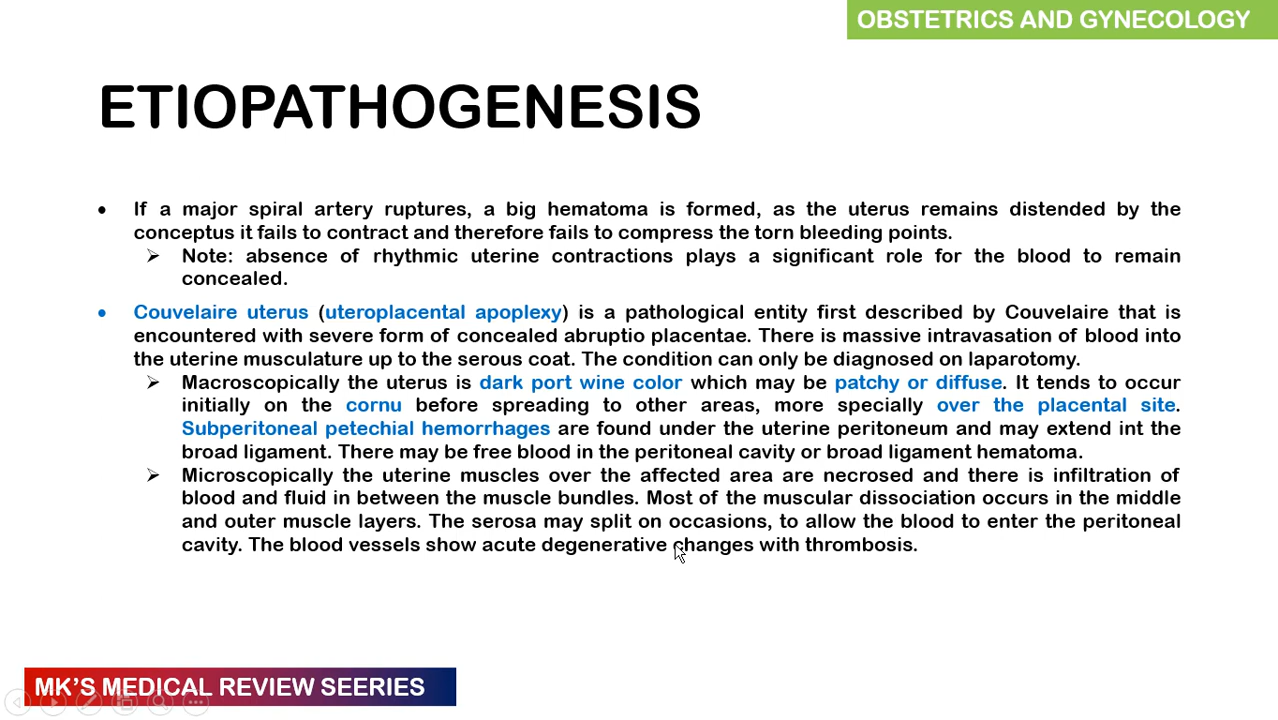 OBSTETRICS AND GYNECOLOGY
ETIOPATHOGENESIS
• If a major spiral artery ruptures, a big hematoma is formed, as the uterus remains distended by the
conceptus it fails to contract and therefore fails to compress the torn bleeding points.
➢ Note: absence of rhythmic uterine contractions plays a significant role for the blood to remain
concealed.
• Couvelaire uterus (uteroplacental apoplexy) is a pathological entity first described by Couvelaire that is
encountered with severe form of concealed abruptio placentae. There is massive intravasation of blood into
the uterine musculature up to the serous coat. The condition can only be diagnosed on laparotomy.
➢ Macroscopically the uterus is dark port wine color which may be patchy or diffuse. It tends to occur
initially on the cornu before spreading to other areas, more specially over the placental site.
Subperitoneal petechial hemorrhages are found under the uterine peritoneum and may extend int the
broad ligament. There may be free blood in the peritoneal cavity or broad ligament hematoma.
➢ Microscopically the uterine muscles over the affected area are necrosed and there is infiltration of
blood and fluid in between the muscle bundles. Most of the muscular dissociation occurs in the middle
and outer muscle layers. The serosa may split on occasions, to allow the blood to enter the peritoneal
cavity. The blood vessels show acute degenerative changes with thrombosis.
MK'S MEDICAL REVIEW SEERIES